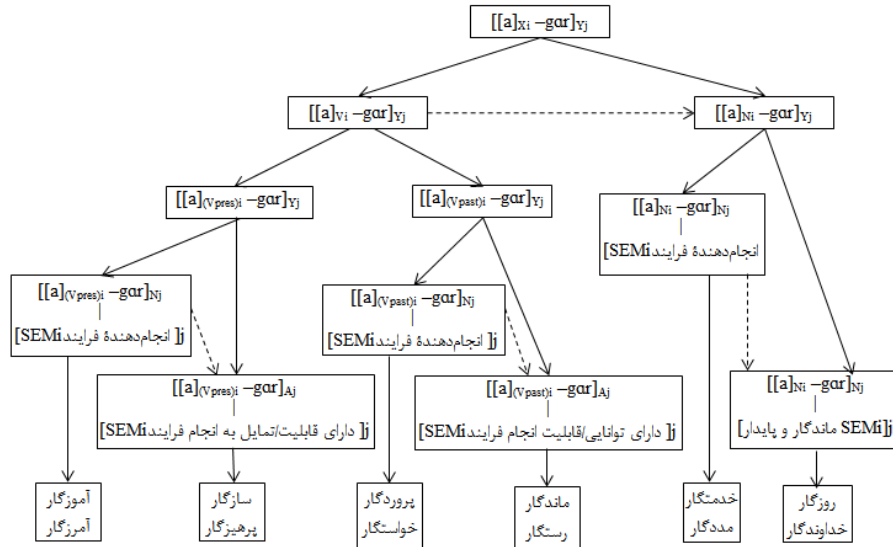 [[a]Xi –gɑr]Yj
[[a]Vi –gɑr]Yj
[[a]Ni –gɑr]Yj
[[a](Vpres)i –gɑr]Yj
[[a](Vpast)i –gɑr]Yj
[[a]Ni –gɑr]Nj
[SEMi انجام‌دهندهٔ فرایند
[[a](Vpres)i –gɑr]Nj
[SEMi انجام‌دهندهٔ فرایند ]j
[[a](Vpast)i –gɑr]Nj
[SEMi انجام‌دهندهٔ فرایند ]j
[[a](Vpres)i –gɑr]Aj
[SEMi دارای قابلیت/تمایل به انجام فرایند ]j
[[a](Vpast)i –gɑr]Aj
[SEMi دارای توانایی/قابلیت انجام فرایند ]j
[[a]Ni –gɑr]Nj
[ماندگار و پایدار SEMi]j
آموزگار
آمرزگار
سازگار
پرهیزگار
پروردگار
خواستگار
ماندگار
رستگار
خدمتگار
مددگار
روزگار
خداوندگار